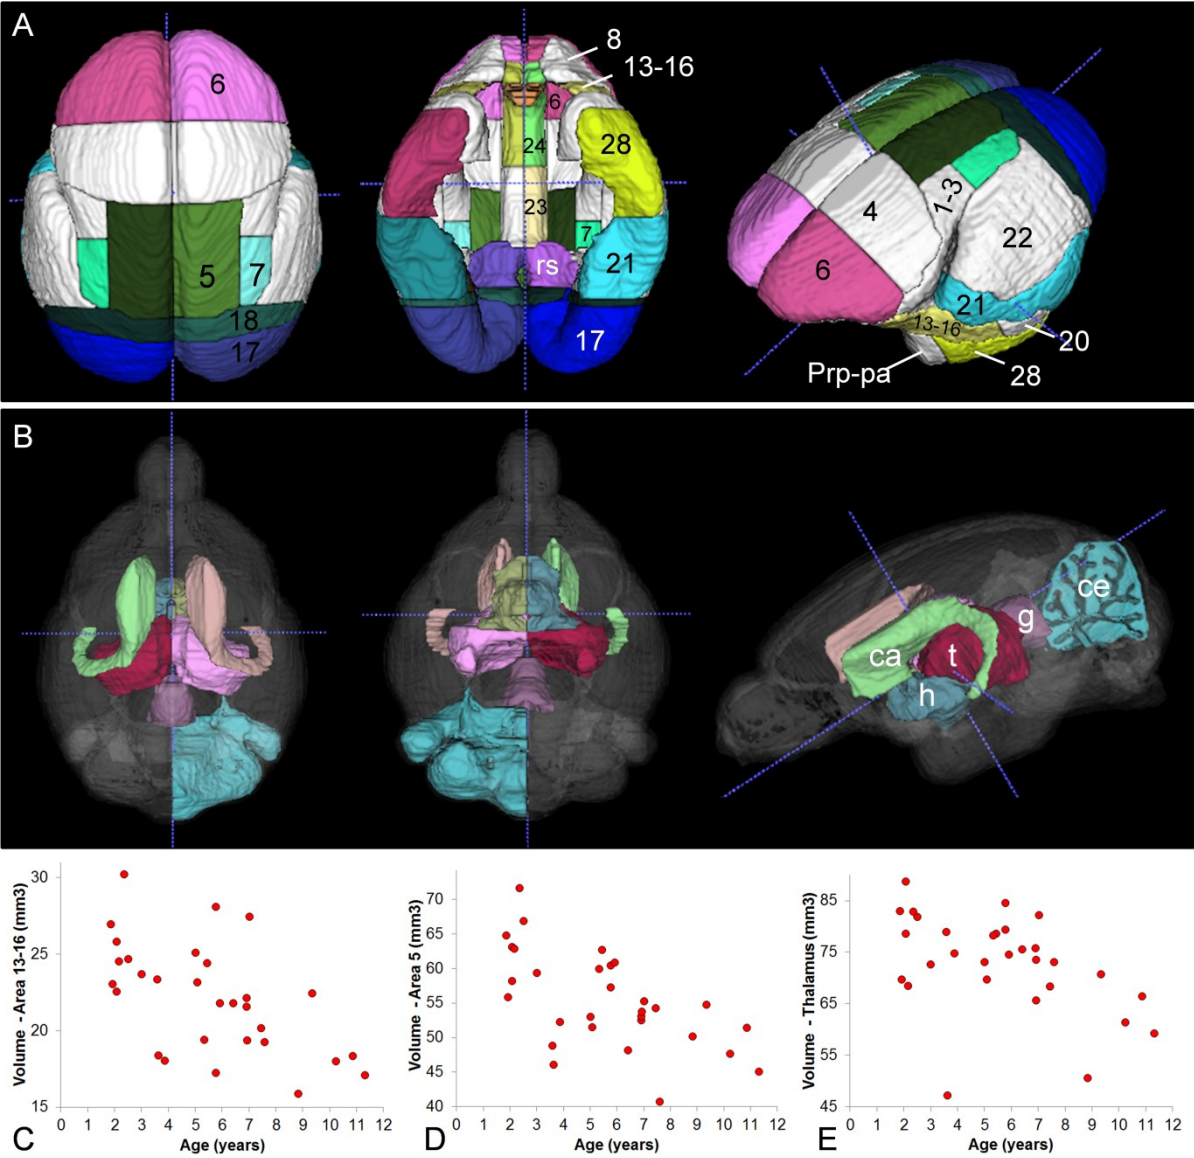 A
6
5
7
18
17
8
13-16
6
24
28
23
7
rs
21
17
4
1-3
22
6
21
13-16
20
Prp-pa
28
B
ca
t
g
ce
h
Volume - Area 13-16 (mm3)
30
25
20
15
0 1 2 3 4 5 6 7 8 9 10 11 12
Age (years)
C
Volume - Area 5 (mm3)
70
60
55
50
45
40
0 1 2 3 4 5 6 7 8 9 10 11 12
Age (years)
D
Volume - Thalamus (mm3)
85
75
65
55
45
0 1 2 3 4 5 6 7 8 9 10 11 12
Age (years)
E